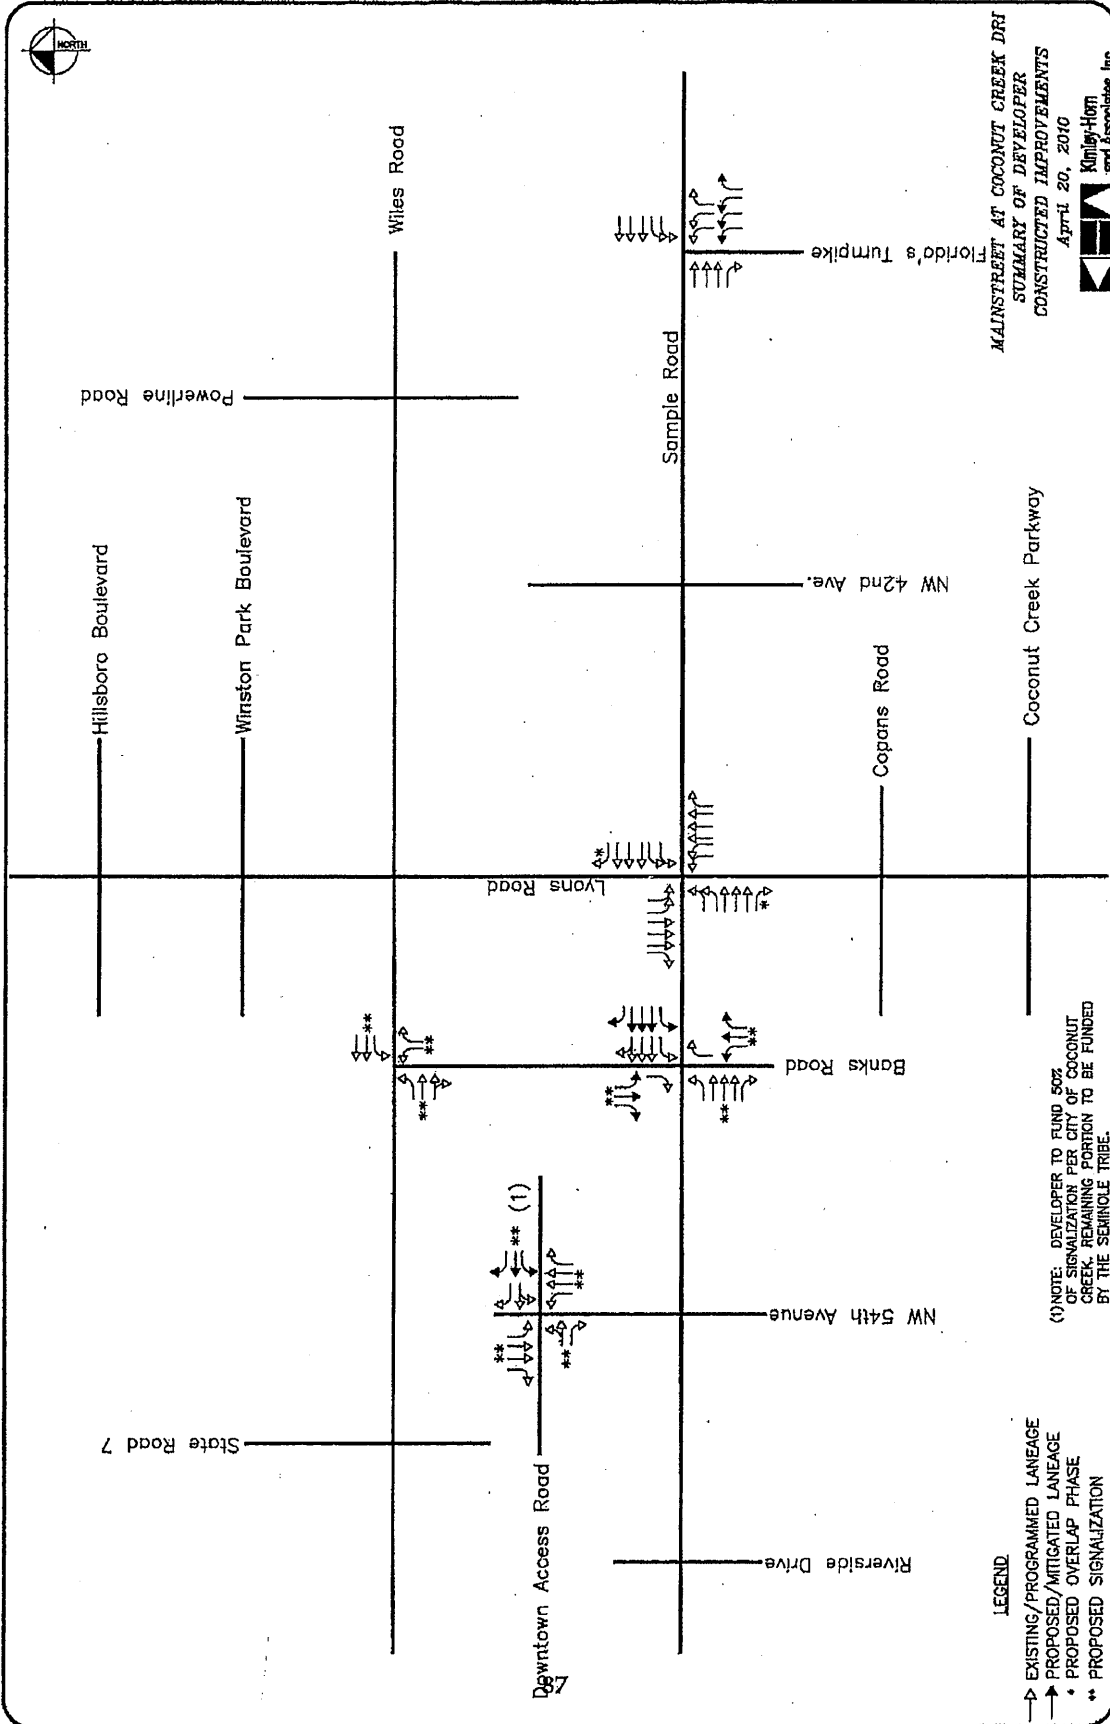 NORTH
Hillsboro Boulevard
Winston Park Boulevard
Powerline Road
Wiles Road
State Road 7
Lyons Road
Downtown Access Road
(1)
**
**
**
**
**
**
**
Sample Road
*
*
**
**
**
Riverside Drive
NW 54th Avenue
Banks Road
NW 42nd Ave.
Florida's Turnpike
Copans Road
Coconut Creek Parkway
87
MAINSTREET AT COCONUT CREEK DRI
SUMMARY OF DEVELOPER
CONSTRUCTED IMPROVEMENTS
April 20, 2010
Kimley-Horn
and Associates, Inc.
LEGEND
EXISTING/PROGRAMMED LANEAGE
PROPOSED/MITIGATED LANEAGE
* PROPOSED OVERLAP PHASE
** PROPOSED SIGNALIZATION
(1)NOTE: DEVELOPER TO FUND 50%
OF SIGNALIZATION PER CITY OF COCONUT
CREEK. REMAINING PORTION TO BE FUNDED
BY THE SEMINOLE TRIBE.